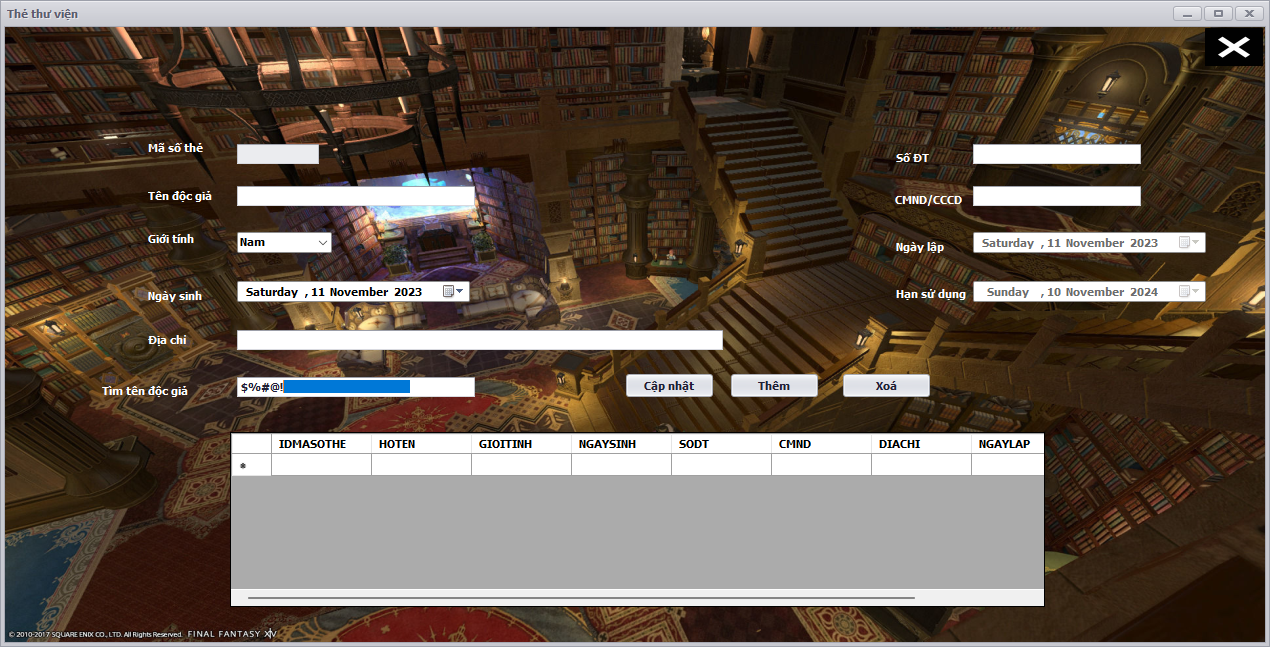 Thẻ thư viện
Mã số thẻ
Số ĐT
Tên độc giả
CMND/CCCD
Giới tính
Nam
Ngày lập
Saturday , 11 November 2023
Ngày sinh
Saturday , 11 November 2023
Hạn sử dụng
Sunday , 10 November 2024
Địa chỉ
Tìm tên độc giả
$%#@!
Cập nhật
Thêm
Xoá
IDMASOTHE HOTEN GIOITINH NGAYSINH SODT CMND DIACHI NGAYLAP
*
© 2010-2017 SQUARE ENIX CO., LTD. All Rights Reserved. FINAL FANTASY XIV